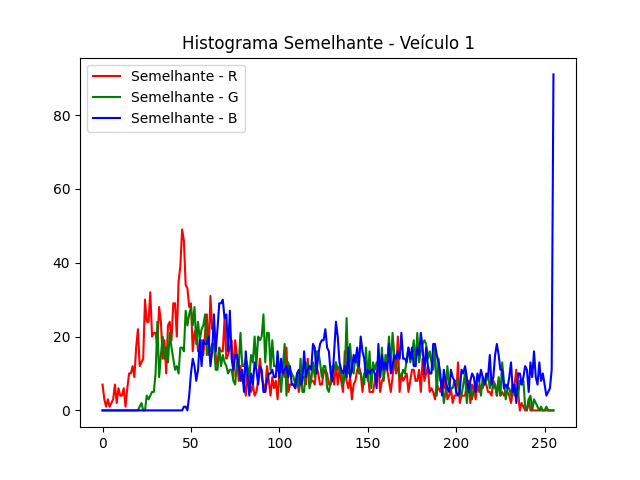 Histograma Semelhante - Veículo 1
Semelhante - R
Semelhante - G
Semelhante - B
80
60
40
20
0
0 50 100 150 200 250